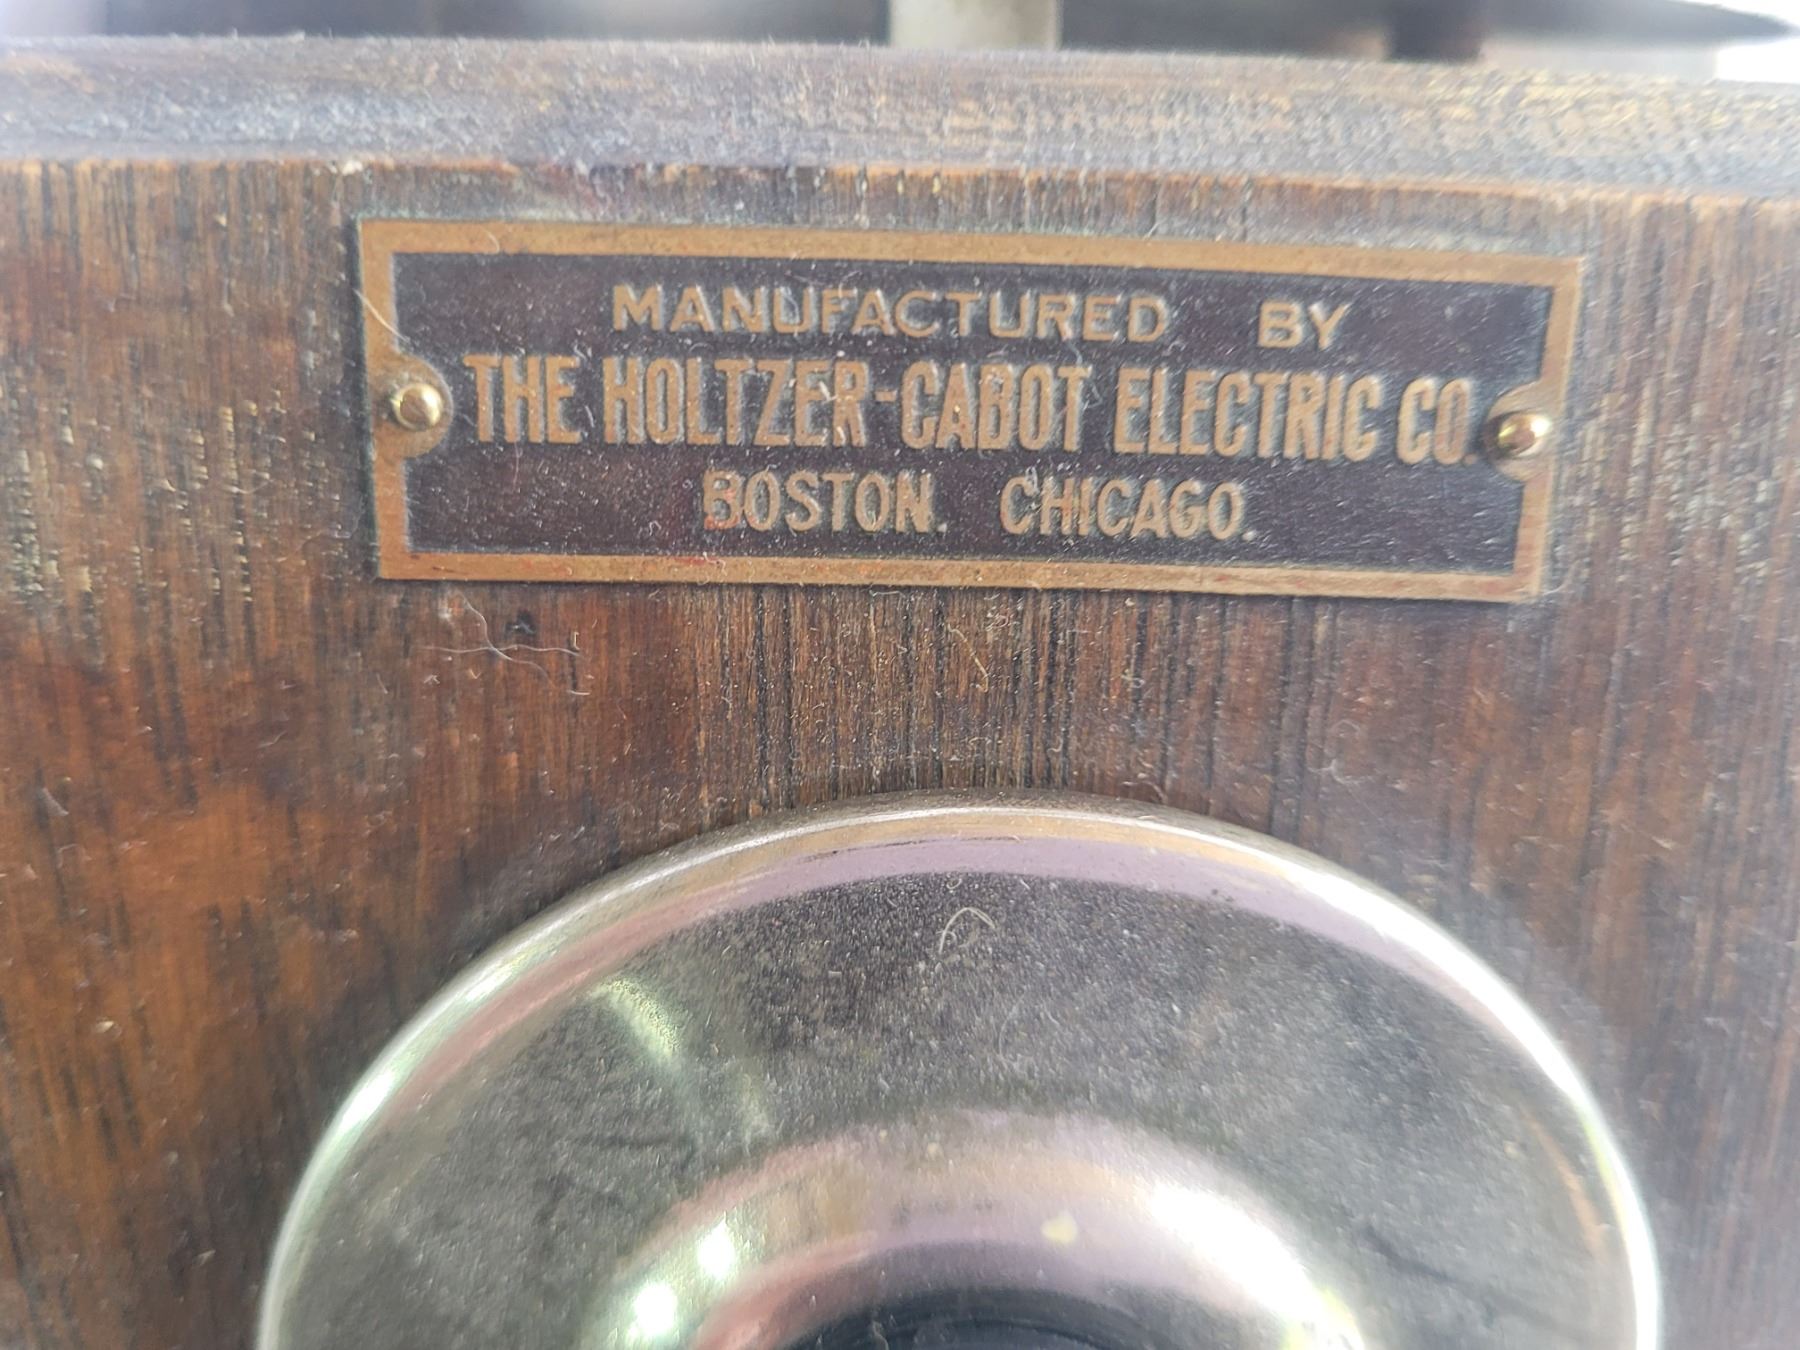 MANUFACTURED BY
THE HOLTZER-CABOT ELECTRIC CO.
BOSTON. CHICAGO.